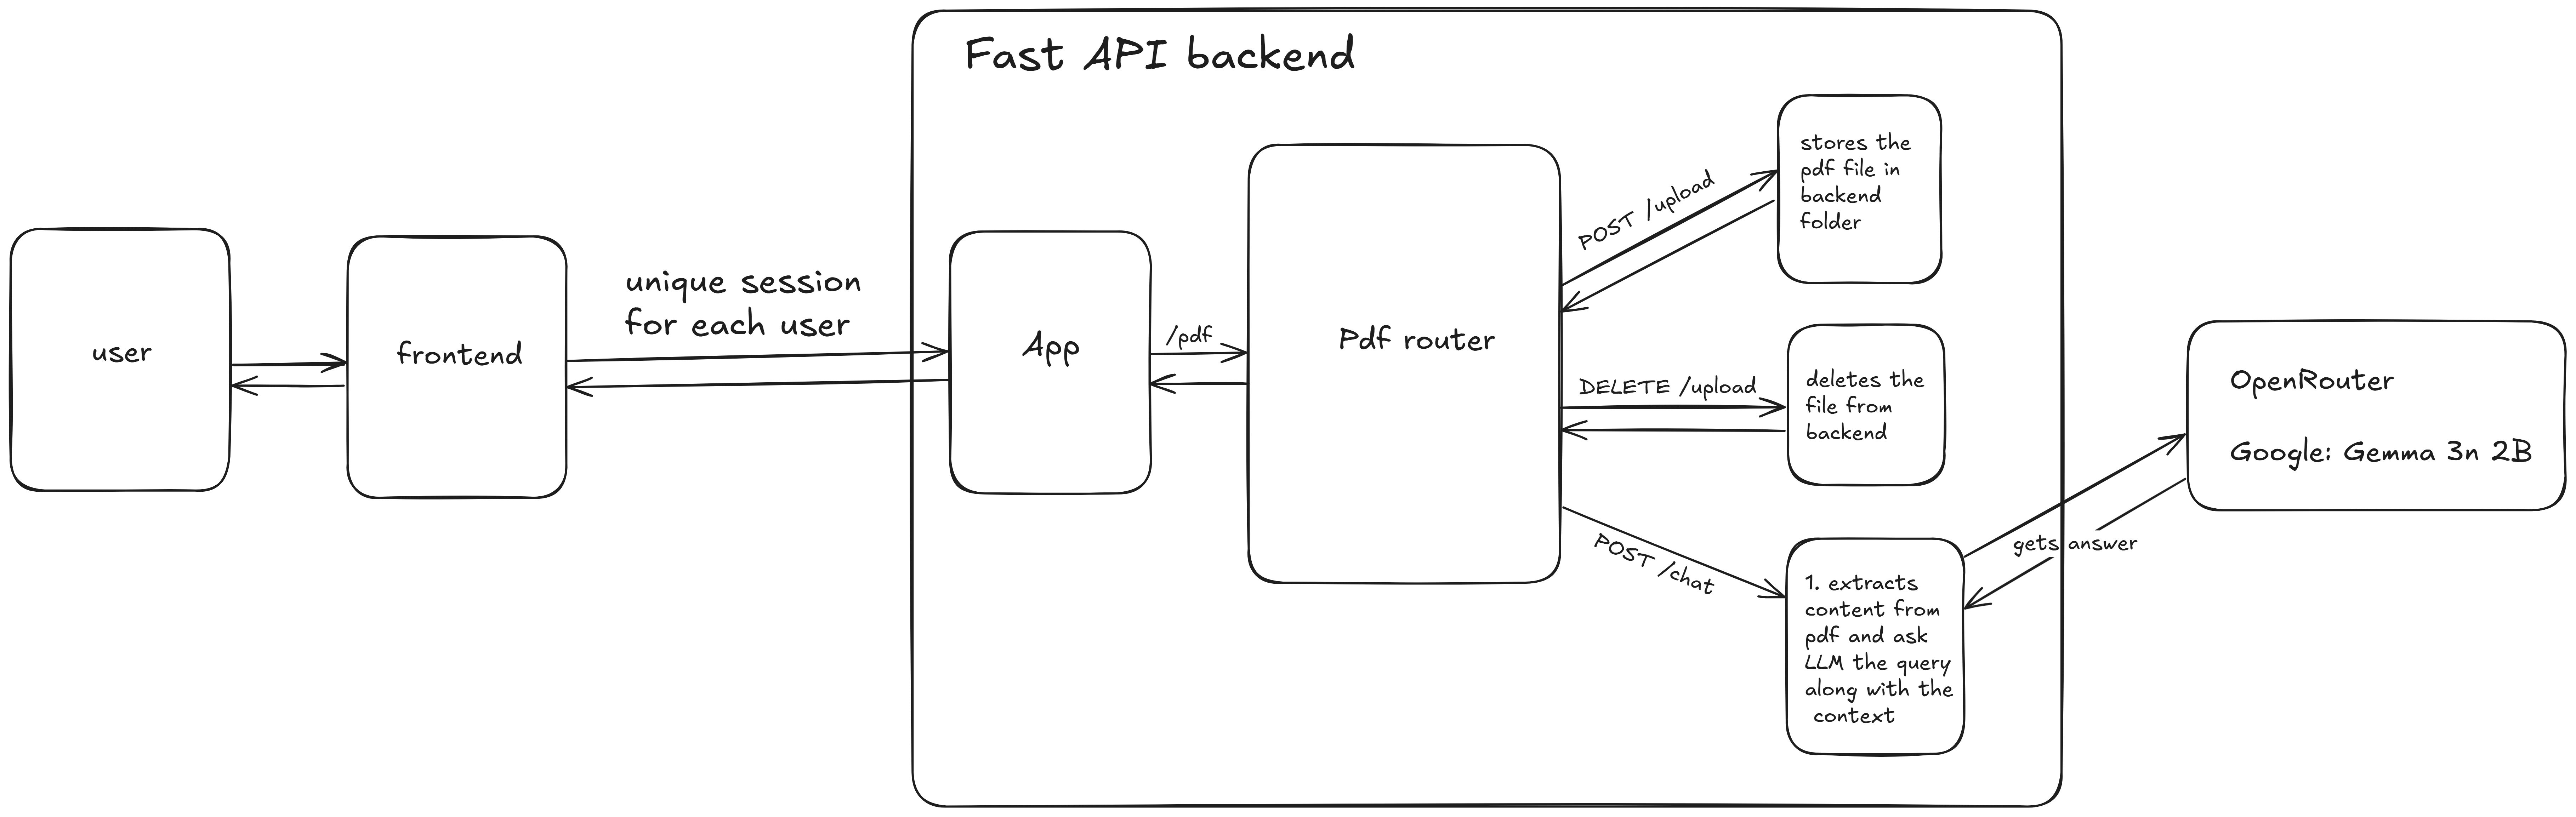 Fast API backend
user
frontend
unique session
for each user
App
/pdf
Pdf router
POST /upload
stores the
pdf file in
backend
folder
DELETE /upload
deletes the
file from
backend
POST /chat
1. extracts
content from
pdf and ask
LLM the query
along with the
context
gets answer
OpenRouter
Google: Gemma 3n 2B